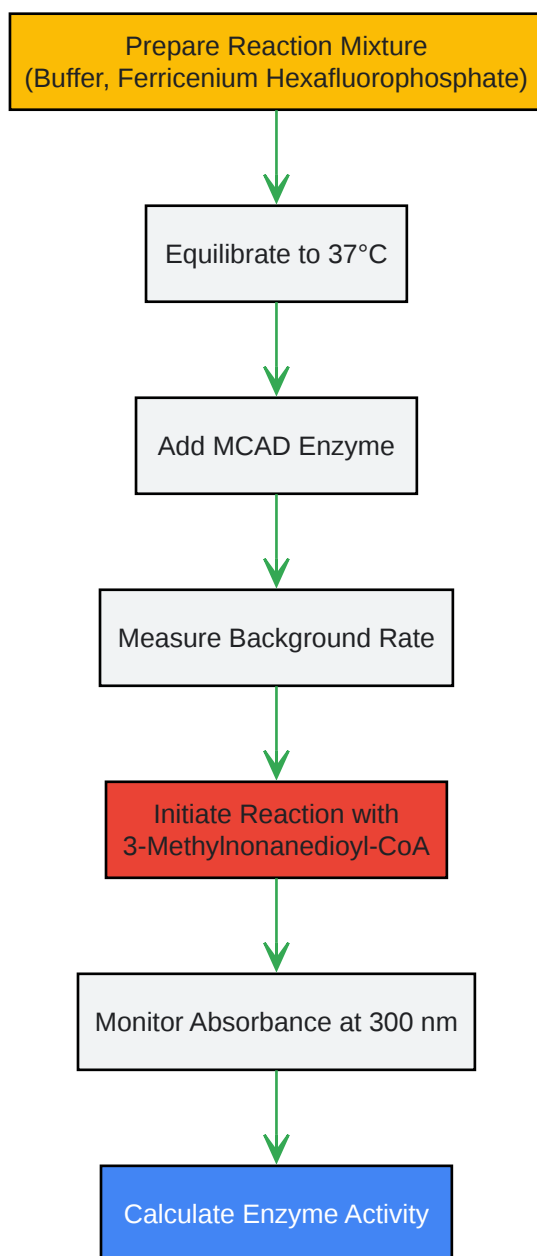 Prepare Reaction Mixture
(Buffer, Ferricenium Hexafluorophosphate)
Equilibrate to 37°C
Add MCAD Enzyme
Measure Background Rate
Initiate Reaction with
3-Methylnonanedioyl-CoA
Monitor Absorbance at 300 nm
Calculate Enzyme Activity